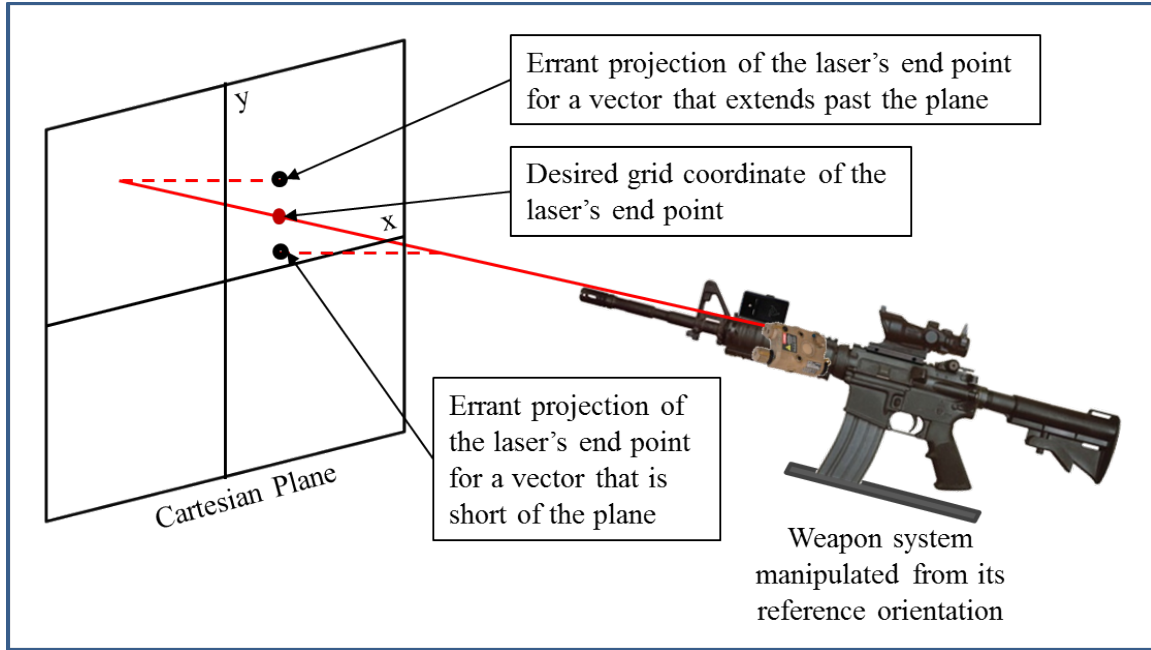 Errant projection of the laser's end point
for a vector that extends past the plane
y
Desired grid coordinate of the
laser's end point
x
Errant projection of
the laser's end point
for a vector that is
short of the plane
Cartesian Plane
Weapon system
manipulated from its
reference orientation